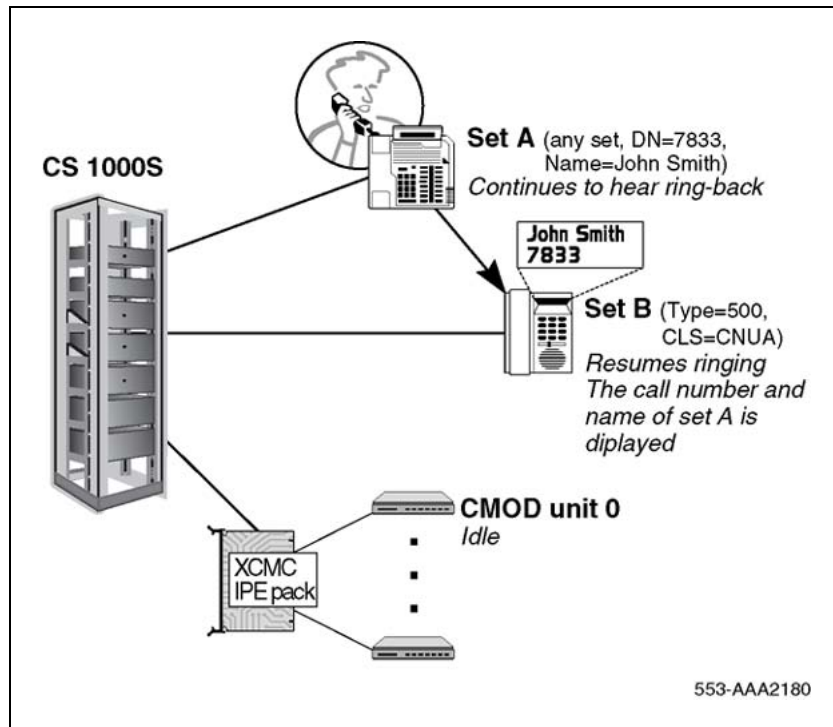 CS 1000S
Set A (any set, DN=7833,
Name=John Smith)
Continues to hear ring-back
John Smith
7833
Set B (Type=500,
CLS=CNUA)
Resumes ringing
The call number and
name of set A is
diplayed
CMOD unit 0
Idle
XCMC
IPE pack
553-AAA2180